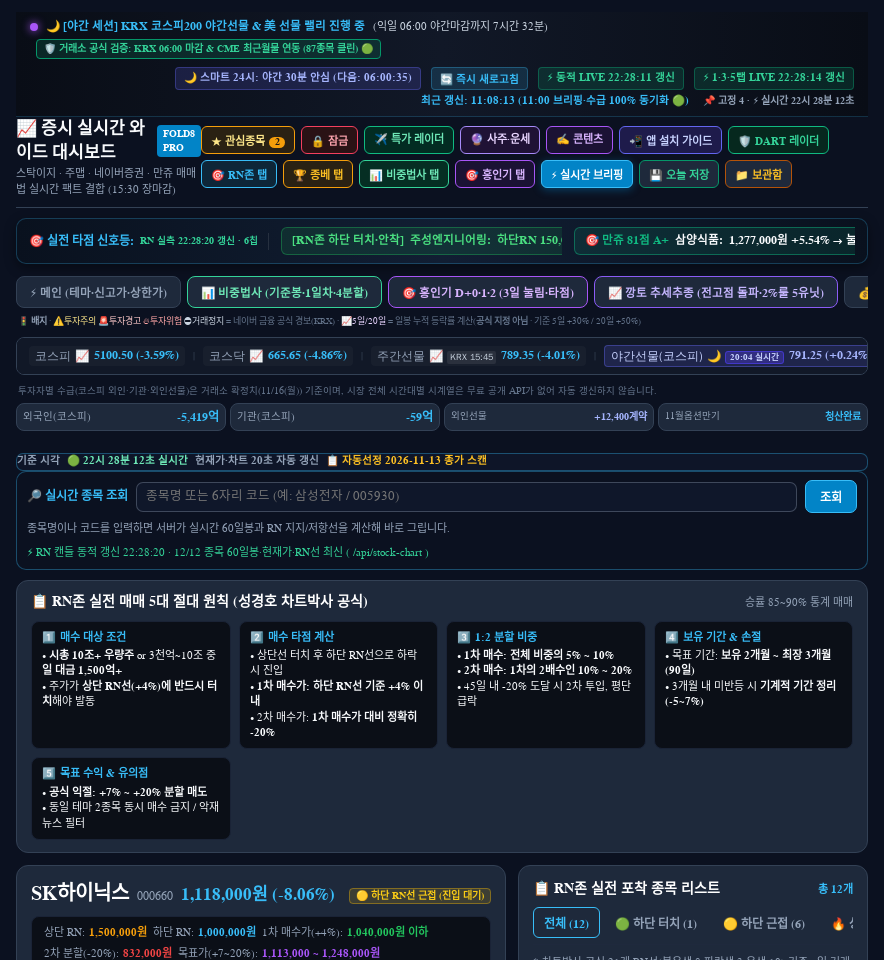 🌙 [야간 세션] KRX 코스피200 야간선물 & 美 선물 랠리 진행 중 (익일 06:00 야간마감까지 7시간 32분)
🛡️ 거래소 공식 검증: KRX 06:00 마감 & CME 최근월물 연동 (87종목 클린) 🟢
🌙 스마트 24시: 야간 30분 안심 (다음: 06:00:35) 🔄 즉시 새로고침 ⚡ 동적 LIVE 22:28:11 갱신 ⚡ 1·3·5탭 LIVE 22:28:14 갱신
최근 갱신: 11:08:13 (11:00 브리핑·수급 100% 동기화 🟢) 📌 고정 4 · ⚡ 실시간 22시 28분 12초
📈 증시 실시간 와이드 대시보드 FOLD8 PRO
스탁이지 · 주맵 · 네이버증권 · 만쥬 매매법 실시간 팩트 결합 (15:30 장마감)
★ 관심종목 2 🔒 잠금 ✈️ 특가 레이더 🔮 사주·운세 ✍️ 콘텐츠 📲 앱 설치 가이드 🛡️ DART 레이더
🎯 RN존 탭 🏆 종베 탭 📊 비중법사 탭 🎯 홍인기 탭 ⚡ 실시간 브리핑 💾 오늘 저장 📁 보관함
🎯 실전 타점 신호등: RN 실측 22:28:20 갱신 · 6칩 [RN존 하단 터치·안착] 주성엔지니어링: 하단RN 150,0 🎯 만쥬 81점 A+ 삼양식품: 1,277,000원 +5.54% →
⚡ 메인 (테마·신고가·상한가) 📊 비중법사 (기준봉·1일차·4분할) 🎯 홍인기 D+0·1·2 (3일 눌림·타점) 📈 깡토 추세추종 (전고점 돌파·2%룰 5유닛) 💰
🚦 배지 · ⚠️투자주의 🚨투자경고 투자위험 ⛔거래정지 = 네이버 금융 공식 경보(KRX) · 📈5일/20일 = 일봉 누적 등락률 계산(공식 지정 아님 · 기준 5일 +30% / 20일 +50%)
코스피 📈 5100.50 (-3.59%) 코스닥 📈 665.65 (-4.86%) 주간선물 📈 KRX 15:45 789.35 (-4.01%) 야간선물(코스피) 🌙 20:04 실시간 791.25 (+0.24%
투자자별 수급(코스피 외인·기관·외인선물)은 거래소 확정치(11/16(월)) 기준이며, 시장 전체 시간대별 시계열은 무료 공개 API가 없어 자동 갱신하지 않습니다.
외국인(코스피) -5,419억 기관(코스피) -59억 외인선물 +12,400계약 11월옵션만기 청산완료
기준 시각 🟢 22시 28분 12초 실시간 현재가·차트 20초 자동 갱신 📋 자동선정 2026-11-13 종가 스캔
🔎 실시간 종목 조회 종목명 또는 6자리 코드 (예: 삼성전자 / 005930) 조회
종목명이나 코드를 입력하면 서버가 실시간 60일봉과 RN 지지/저항선을 계산해 바로 그립니다.
⚡ RN 캔들 동적 갱신 22:28:20 · 12/12 종목 60일봉·현재가·RN선 최신 ( /api/stock-chart )
📋 RN존 실전 매매 5대 절대 원칙 (성경호 차트박사 공식) 승률 85~90% 통계 매매
1️⃣ 매수 대상 조건
• 시총 10조+ 우량주 or 3천억~10조 중
일 대금 1,500억+
• 주가가 상단 RN선(+4%)에 반드시 터
치해야 발동
2️⃣ 매수 타점 계산
• 상단선 터치 후 하단 RN선으로 하락
시 진입
• 1차 매수가: 하단 RN선 기준 +4% 이
내
• 2차 매수가: 1차 매수가 대비 정확히
-20%
3️⃣ 1:2 분할 비중
• 1차 매수: 전체 비중의 5% ~ 10%
• 2차 매수: 1차의 2배수인 10% ~ 20%
• +5일 내 -20% 도달 시 2차 투입, 평단
급락
4️⃣ 보유 기간 & 손절
• 목표 기간: 보유 2개월 ~ 최장 3개월
(90일)
• 3개월 내 미반등 시 기계적 기간 정리
(-5~7%)
5️⃣ 목표 수익 & 유의점
• 공식 익절: +7% ~ +20% 분할 매도
• 동일 테마 2종목 동시 매수 금지 / 악재
뉴스 필터
SK하이닉스 000660 1,118,000원 (-8.06%) 🟡 하단 RN선 근접 (진입 대기)
상단 RN: 1,500,000원 하단 RN: 1,000,000원 1차 매수가(+4%): 1,040,000원 이하
2차 분할(-20%): 832,000원 목표가(+7~20%): 1,113,000 ~ 1,248,000원
📋 RN존 실전 포착 종목 리스트 총 12개
전체 (12) 🟢 하단 터치 (1) 🟡 하단 근접 (6) 🔥